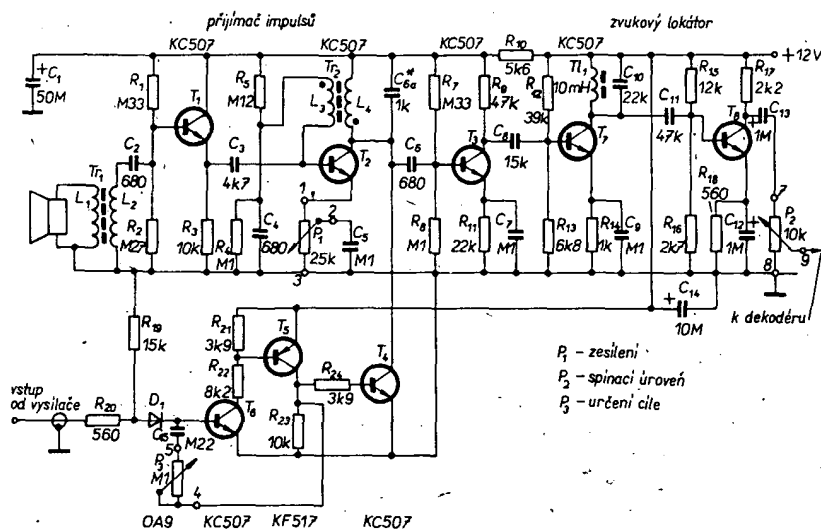 přijímač impulsů
zvukový lokátor
KC507 KC507 KC507 KC507
+12V
C1 50M
R1 M33
T1
R5 M12
Tr2
L3 L4
C6a* 1k
R7 M33
R9 47k
R10 5k6
R12 39k
Tl1 10mH
C10 22k
R15 12k
R17 2k2
C13 1M
C2 680
Tr1
L1 L2
R2 M27
R3 10k
C3 4k7
T2
R4 M1
C4 680
1
2
P1 25k
3
C5 M1
C6 680
T3
C8 15k
T7
C11 47k
T8
R8 M1
R11 22k
C7 M1
R13 6k8
R14 1k
C9 M1
R16 2k7
R18 560
C12 1M
7
P2 10k
8
9
k dekodéru
C14 10M
R19 15k
R21 3k9
T5
R22 8k2
T6
R24 3k9
T4
R23 10k
vstup
od vysílače
R20 560
D1
C15 M22
5
P3 M1
4
P1 - zesílení
P2 - spínací úroveň
P3 - určení cíle
OA9 KC507 KF517 KC507